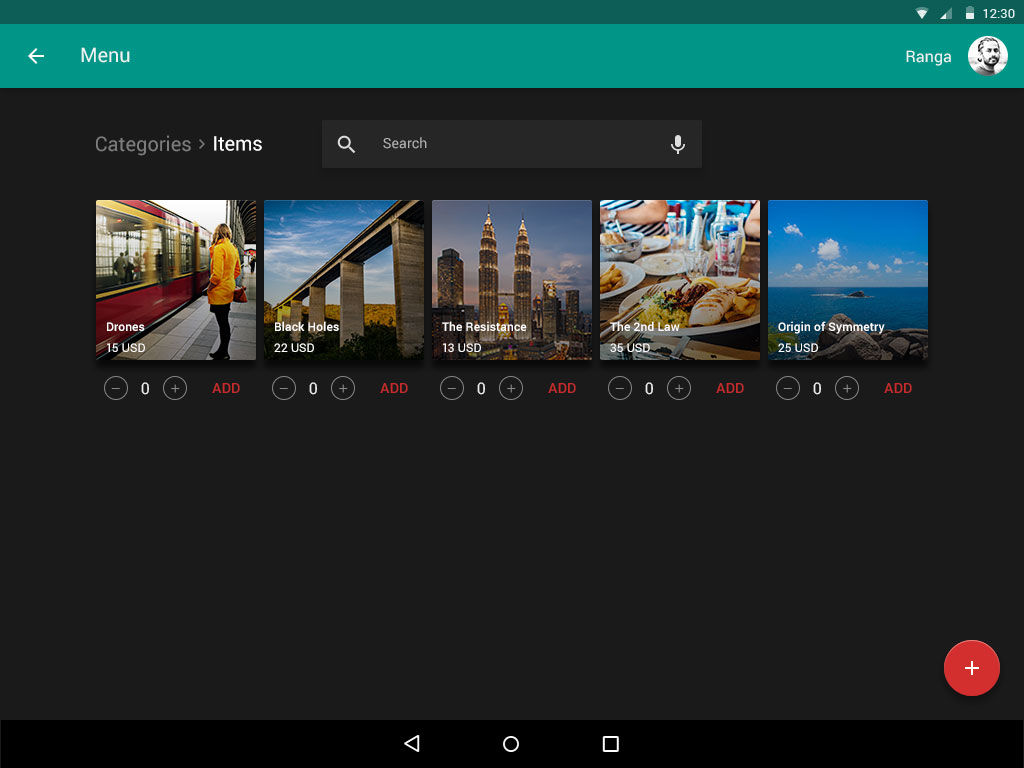 12:30
Menu
Ranga
Categories > Items
Search
Drones
15 USD
Black Holes
22 USD
The Resistance
13 USD
The 2nd Law
35 USD
Origin of Symmetry
25 USD
0 ADD
0 ADD
0 ADD
0 ADD
0 ADD